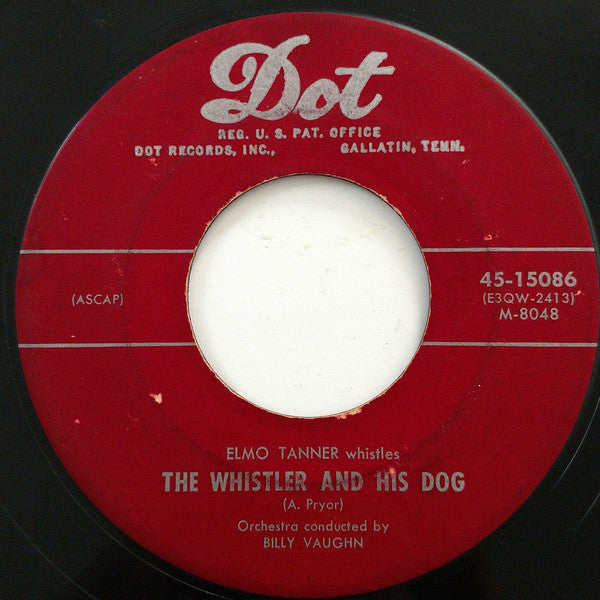 Dot
REG. U. S. PAT. OFFICE
DOT RECORDS, INC., GALLATIN, TENN.
(ASCAP)
45-15086
(E3QW-2413)
M-8048
ELMO TANNER whistles
THE WHISTLER AND HIS DOG
(A. Pryor)
Orchestra conducted by
BILLY VAUGHN